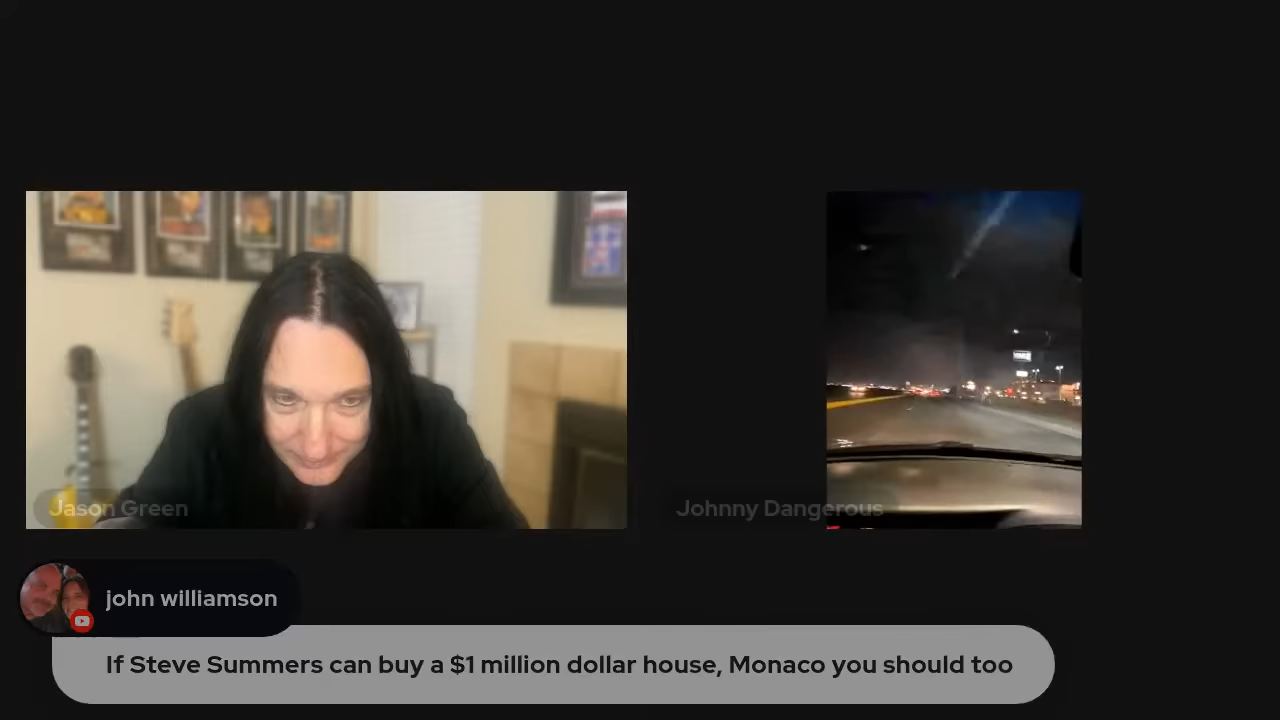 Jason Green
Johnny Dangerous
john williamson
If Steve Summers can buy a $1 million dollar house, Monaco you should too